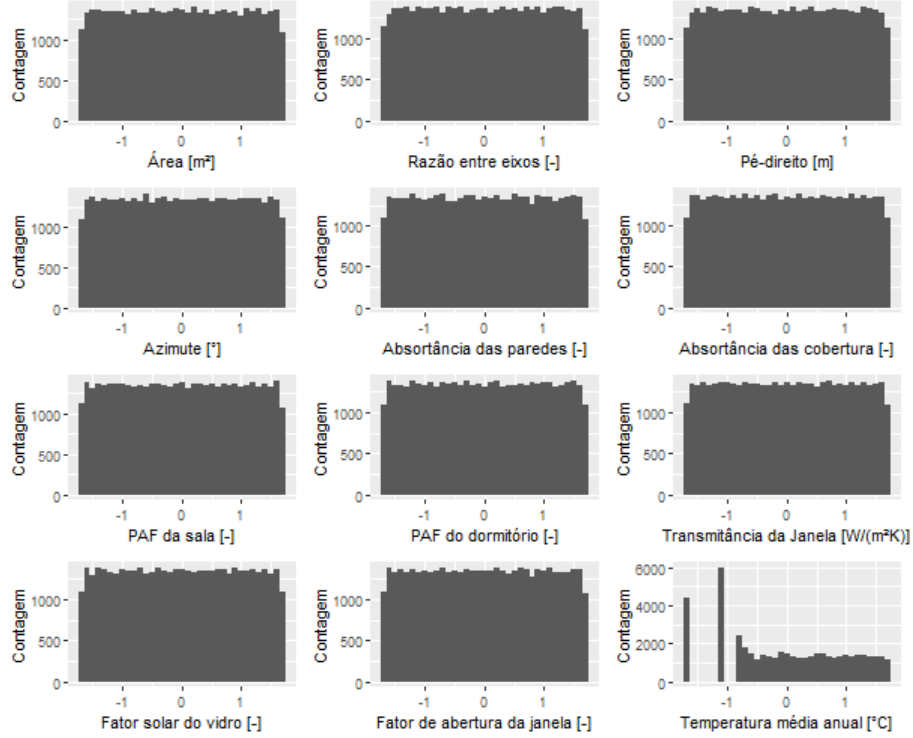 Contagem
1000
500
0
-1 0 1
Área [m²]
Contagem
1000
500
0
-1 0 1
Razão entre eixos [-]
Contagem
1000
500
0
-1 0 1
Pé-direito [m]
Contagem
1000
500
0
-1 0 1
Azimute [°]
Contagem
1000
500
0
-1 0 1
Absortância das paredes [-]
Contagem
1000
500
0
-1 0 1
Absortância das cobertura [-]
Contagem
1000
500
0
-1 0 1
PAF da sala [-]
Contagem
1000
500
0
-1 0 1
PAF do dormitório [-]
Contagem
1000
500
0
-1 0 1
Transmitância da Janela [W/(m²K)]
Contagem
1000
500
0
-1 0 1
Fator solar do vidro [-]
Contagem
1000
500
0
-1 0 1
Fator de abertura da janela [-]
Contagem
6000
4000
2000
0
-1 0 1
Temperatura média anual [°C]